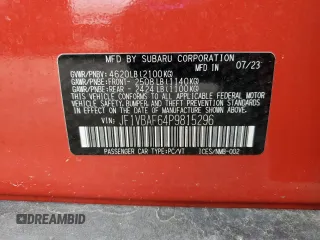 MFD BY SUBARU CORPORATION 07/23
GVWR/PNBV: 4620LB(2100KG)
GAWR/PNBE: FRONT- 2508LB(1140KG)
GAWR/PNBE: REAR - 2424LB(1100KG)
THIS VEHICLE CONFORMS TO ALL APPLICABLE
FEDERAL MOTOR VEHICLE SAFETY, BUMPER,
AND THEFT PREVENTION STANDARDS
IN EFFECT ON THE DATE OF
MANUFACTURE SHOWN ABOVE.
VIN: JF1VBAF64P9815296
PASSENGER CAR TYPE:PC/VT ICES/NMB-002
DREAMBID